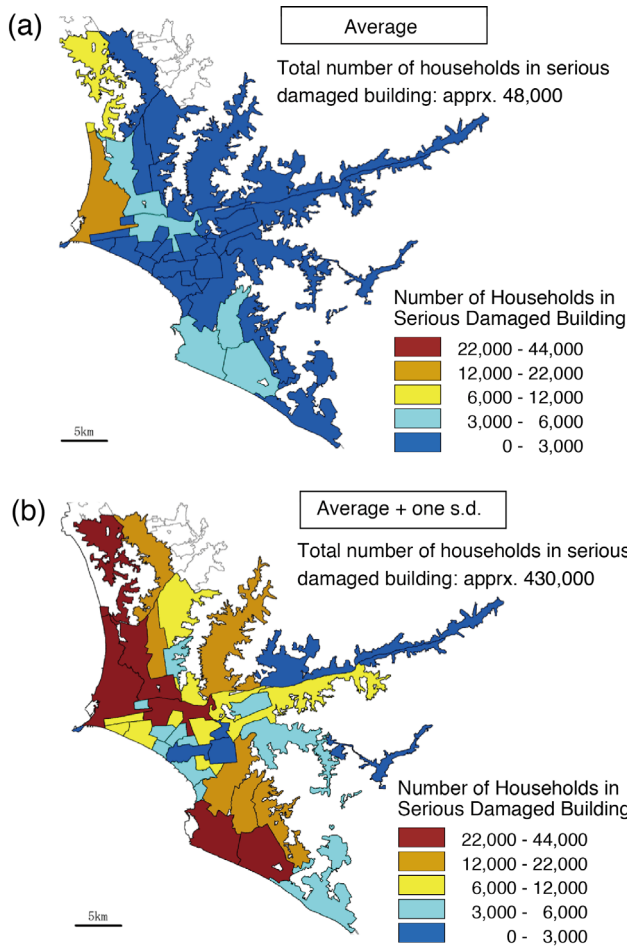 (a)
Average
Total number of households in serious
damaged building: apprx. 48,000
Number of Households in
Serious Damaged Building
22,000 - 44,000
12,000 - 22,000
6,000 - 12,000
3,000 - 6,000
0 - 3,000
5km
(b)
Average + one s.d.
Total number of households in serious
damaged building: apprx. 430,000
Number of Households in
Serious Damaged Building
22,000 - 44,000
12,000 - 22,000
6,000 - 12,000
3,000 - 6,000
0 - 3,000
5km